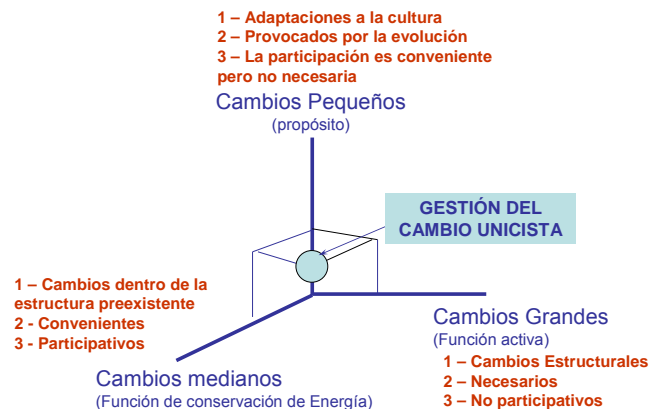 1 – Adaptaciones a la cultura
2 – Provocados por la evolución
3 – La participación es conveniente
pero no necesaria
Cambios Pequeños
(propósito)
GESTIÓN DEL
CAMBIO UNICISTA
1 – Cambios dentro de la
estructura preexistente
2 - Convenientes
3 - Participativos
Cambios medianos
(Función de conservación de Energía)
Cambios Grandes
(Función activa)
1 – Cambios Estructurales
2 – Necesarios
3 – No participativos